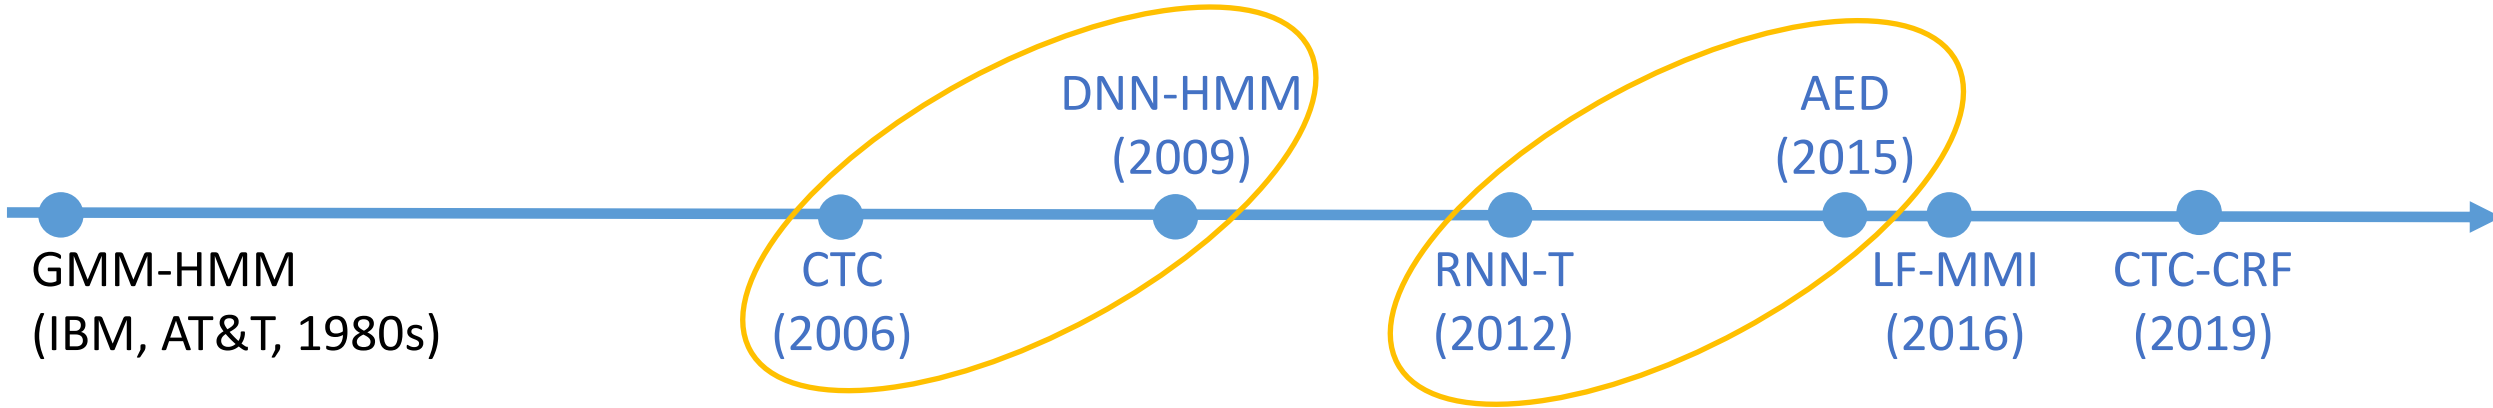 GMM-HMM
(IBM, AT&T, 1980s)
CTC
(2006)
DNN-HMM
(2009)
RNN-T
(2012)
AED
(2015)
LF-MMI
(2016)
CTC-CRF
(2019)